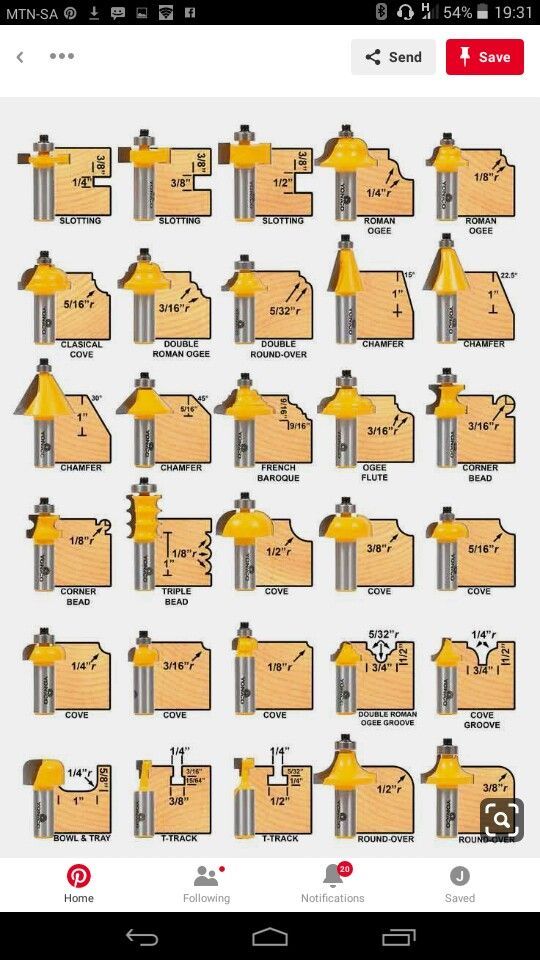 MTN-SA 54% 19:31
Send Save
3/8" 3/8" 3/8"
1/4" 3/8" 1/2" 1/4"r 1/8"r
SLOTTING SLOTTING SLOTTING ROMAN OGEE ROMAN OGEE
15° 22.5°
1" 1"
5/16"r 3/16"r 5/32"r
CLASICAL COVE DOUBLE ROMAN OGEE DOUBLE ROUND-OVER CHAMFER CHAMFER
30° 45° 9/16"
1" 5/16" 9/16" 3/16"r 3/16"r
CHAMFER CHAMFER FRENCH BAROQUE OGEE FLUTE CORNER BEAD
1/8"r 1/8"r 1" 1/2"r 3/8"r 5/16"r
CORNER BEAD TRIPLE BEAD COVE COVE COVE
5/32"r 1/4"r
1/4"r 3/16"r 1/8"r 3/4" 1/2" 3/4" 1/2"
COVE COVE COVE DOUBLE ROMAN OGEE GROOVE COVE GROOVE
1/4" 1/4"
1/4"r 5/8" 3/16" 15/64" 5/32" 1/4"
1" 3/8" 1/2" 1/2"r 3/8"r
BOWL & TRAY T-TRACK T-TRACK ROUND-OVER ROUND-OVER
20
J
Home Following Notifications Saved